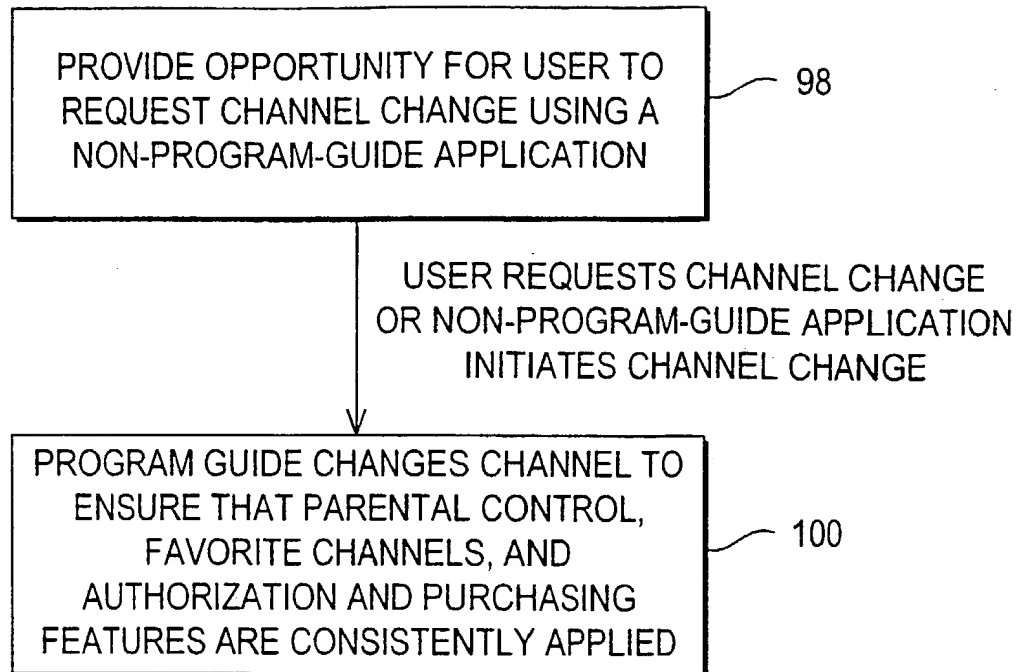 PROVIDE OPPORTUNITY FOR USER TO
REQUEST CHANNEL CHANGE USING A
NON-PROGRAM-GUIDE APPLICATION
98
USER REQUESTS CHANNEL CHANGE
OR NON-PROGRAM-GUIDE APPLICATION
INITIATES CHANNEL CHANGE
PROGRAM GUIDE CHANGES CHANNEL TO
ENSURE THAT PARENTAL CONTROL,
FAVORITE CHANNELS, AND
AUTHORIZATION AND PURCHASING
FEATURES ARE CONSISTENTLY APPLIED
100